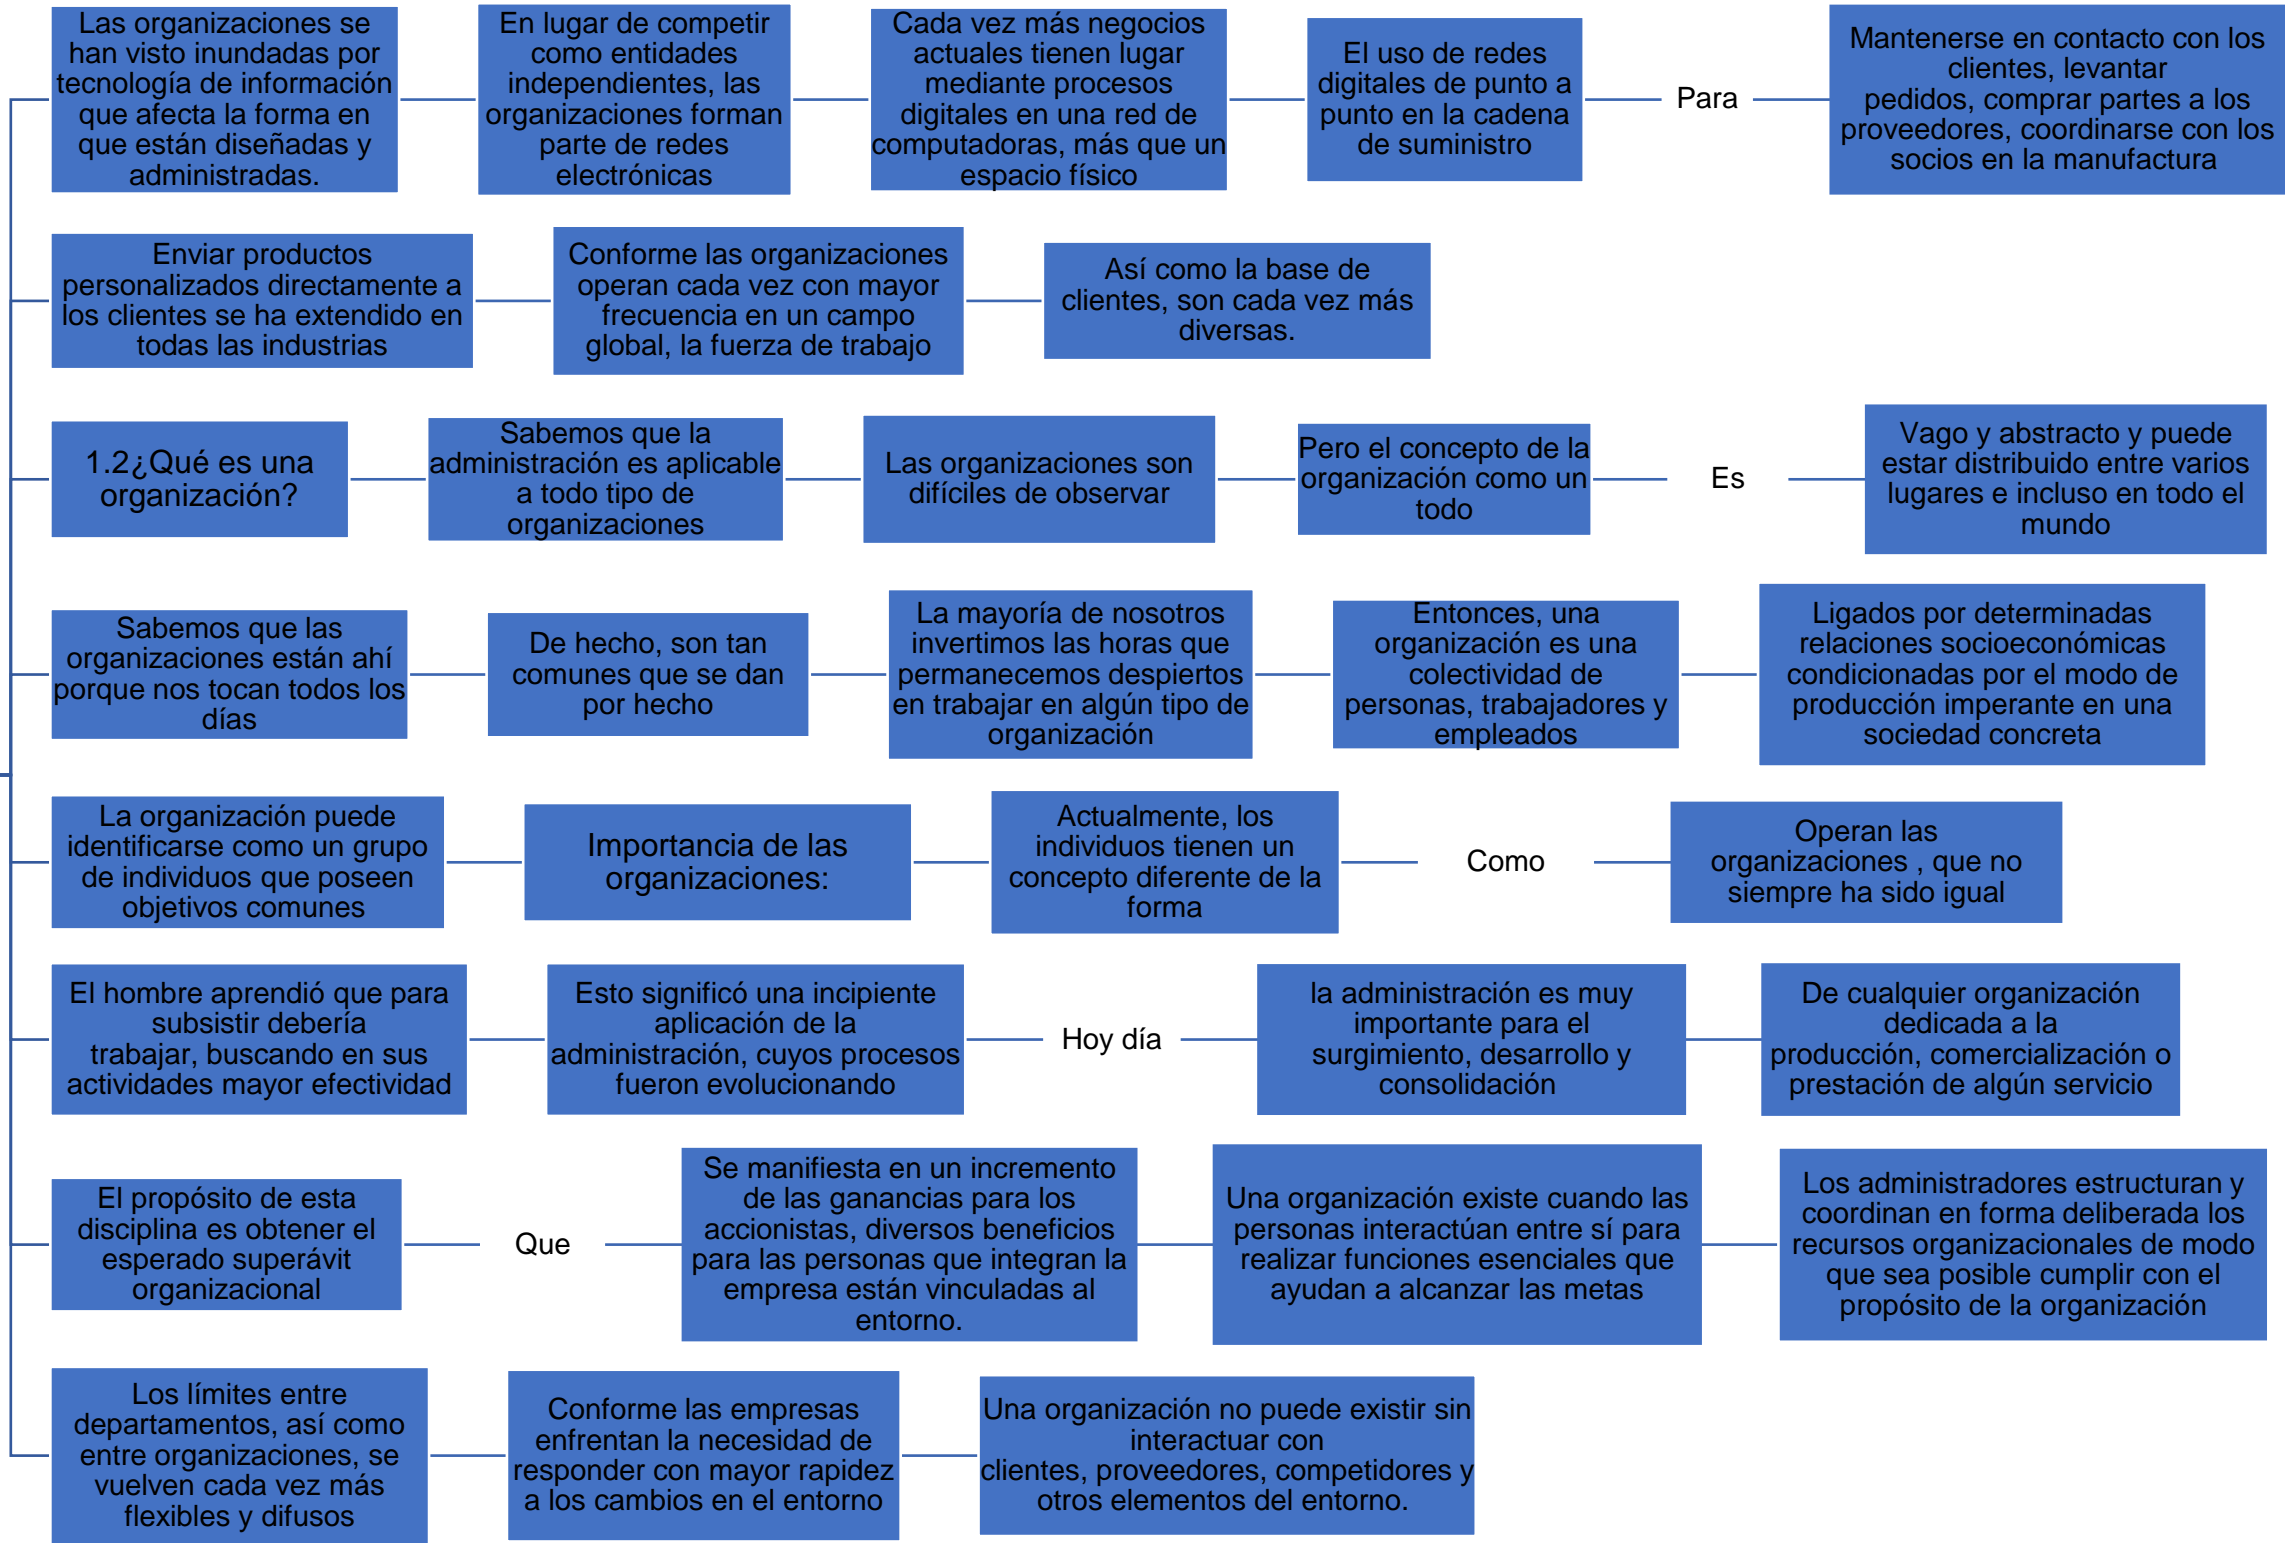 Las organizaciones se
han visto inundadas por
tecnología de información
que afecta la forma en
que están diseñadas y
administradas.
En lugar de competir
como entidades
independientes, las
organizaciones forman
parte de redes
electrónicas
Cada vez más negocios
actuales tienen lugar
mediante procesos
digitales en una red de
computadoras, más que un
espacio físico
El uso de redes
digitales de punto a
punto en la cadena
de suministro
Para
Mantenerse en contacto con los
clientes, levantar
pedidos, comprar partes a los
proveedores, coordinarse con los
socios en la manufactura
Enviar productos
personalizados directamente a
los clientes se ha extendido en
todas las industrias
Conforme las organizaciones
operan cada vez con mayor
frecuencia en un campo
global, la fuerza de trabajo
Así como la base de
clientes, son cada vez más
diversas.
1.2¿Qué es una
organización?
Sabemos que la
administración es aplicable
a todo tipo de
organizaciones
Las organizaciones son
difíciles de observar
Pero el concepto de la
organización como un
todo
Es
Vago y abstracto y puede
estar distribuido entre varios
lugares e incluso en todo el
mundo
Sabemos que las
organizaciones están ahí
porque nos tocan todos los
días
De hecho, son tan
comunes que se dan
por hecho
La mayoría de nosotros
invertimos las horas que
permanecemos despiertos
en trabajar en algún tipo de
organización
Entonces, una
organización es una
colectividad de
personas, trabajadores y
empleados
Ligados por determinadas
relaciones socioeconómicas
condicionadas por el modo de
producción imperante en una
sociedad concreta
La organización puede
identificarse como un grupo
de individuos que poseen
objetivos comunes
Importancia de las
organizaciones:
Actualmente, los
individuos tienen un
concepto diferente de la
forma
Como
Operan las
organizaciones , que no
siempre ha sido igual
El hombre aprendió que para
subsistir debería
trabajar, buscando en sus
actividades mayor efectividad
Esto significó una incipiente
aplicación de la
administración, cuyos procesos
fueron evolucionando
Hoy día
la administración es muy
importante para el
surgimiento, desarrollo y
consolidación
De cualquier organización
dedicada a la
producción, comercialización o
prestación de algún servicio
El propósito de esta
disciplina es obtener el
esperado superávit
organizacional
Que
Se manifiesta en un incremento
de las ganancias para los
accionistas, diversos beneficios
para las personas que integran la
empresa están vinculadas al
entorno.
Una organización existe cuando las
personas interactúan entre sí para
realizar funciones esenciales que
ayudan a alcanzar las metas
Los administradores estructuran y
coordinan en forma deliberada los
recursos organizacionales de modo
que sea posible cumplir con el
propósito de la organización
Los límites entre
departamentos, así como
entre organizaciones, se
vuelven cada vez más
flexibles y difusos
Conforme las empresas
enfrentan la necesidad de
responder con mayor rapidez
a los cambios en el entorno
Una organización no puede existir sin
interactuar con
clientes, proveedores, competidores y
otros elementos del entorno.